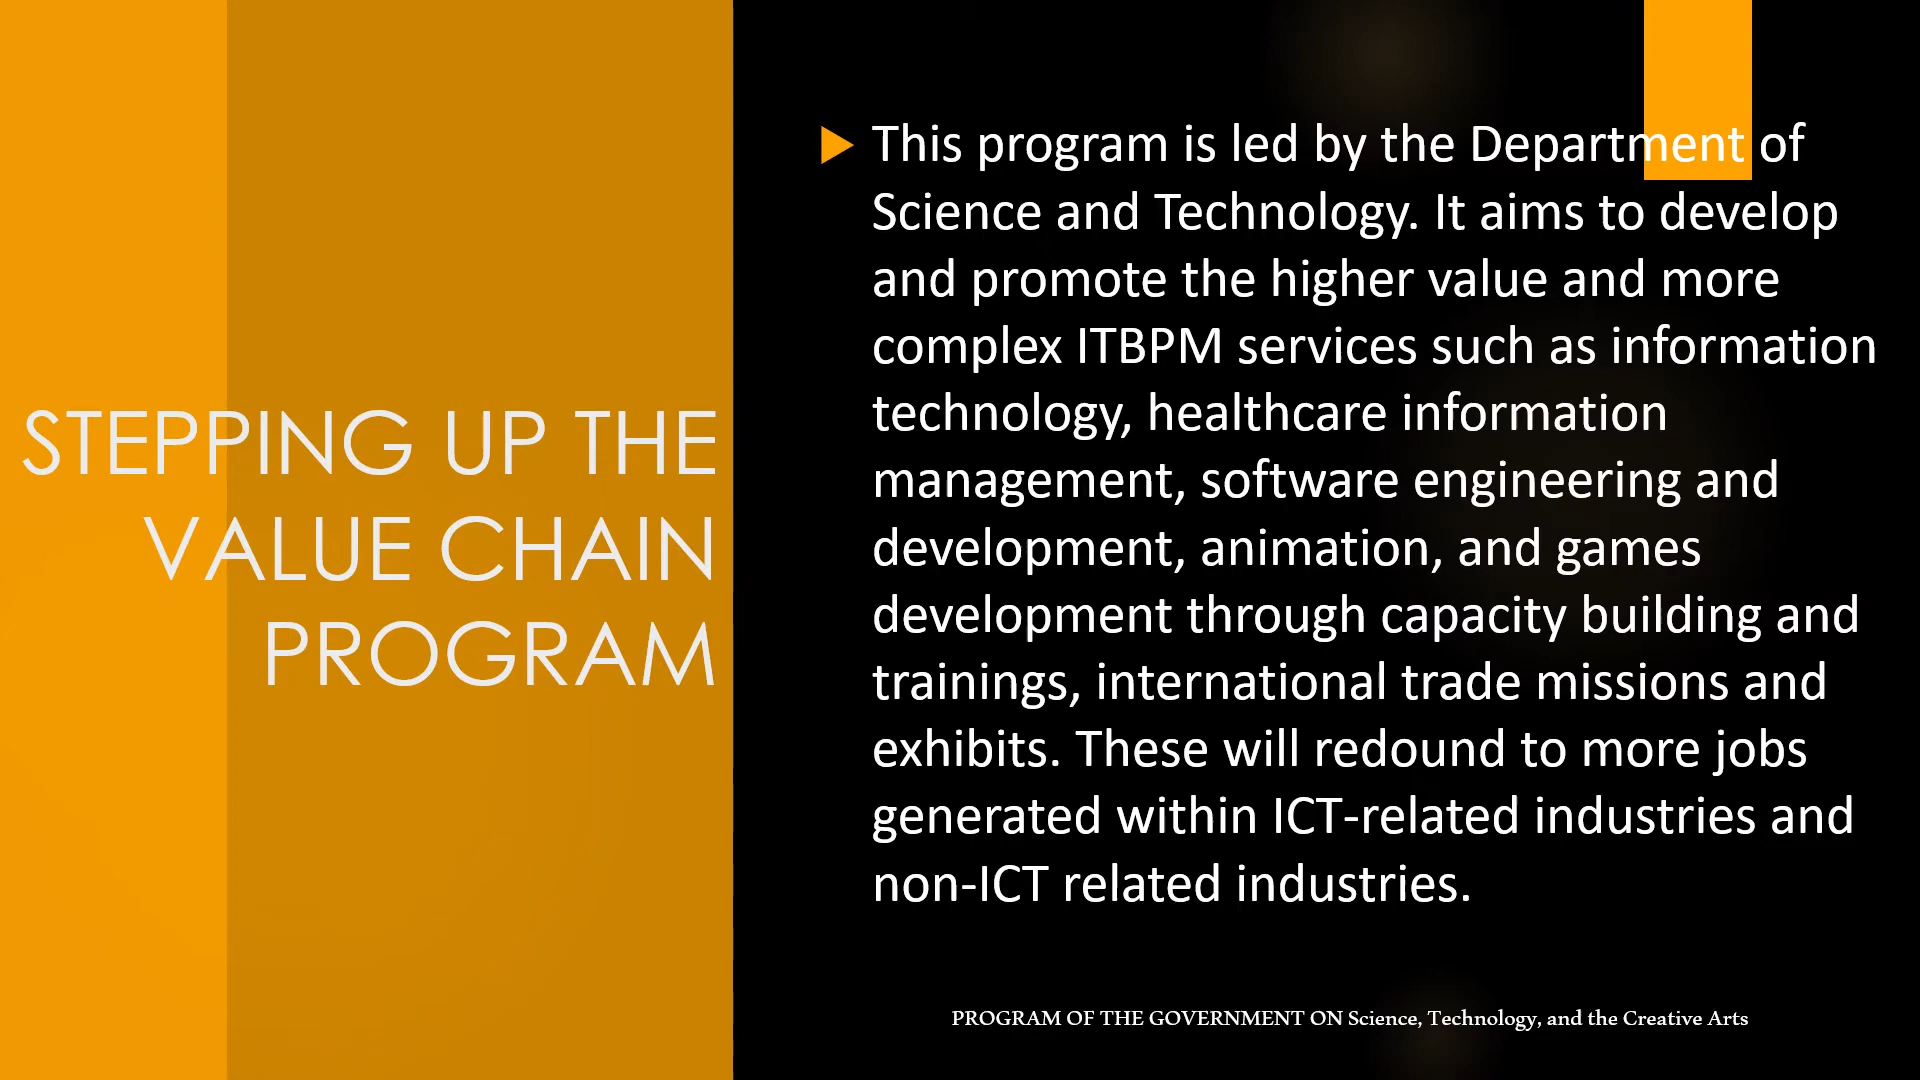 STEPPING UP THE
VALUE CHAIN
PROGRAM
This program is led by the Department of
Science and Technology. It aims to develop
and promote the higher value and more
complex ITBPM services such as information
technology, healthcare information
management, software engineering and
development, animation, and games
development through capacity building and
trainings, international trade missions and
exhibits. These will redound to more jobs
generated within ICT-related industries and
non-ICT related industries.
PROGRAM OF THE GOVERNMENT ON Science, Technology, and the Creative Arts